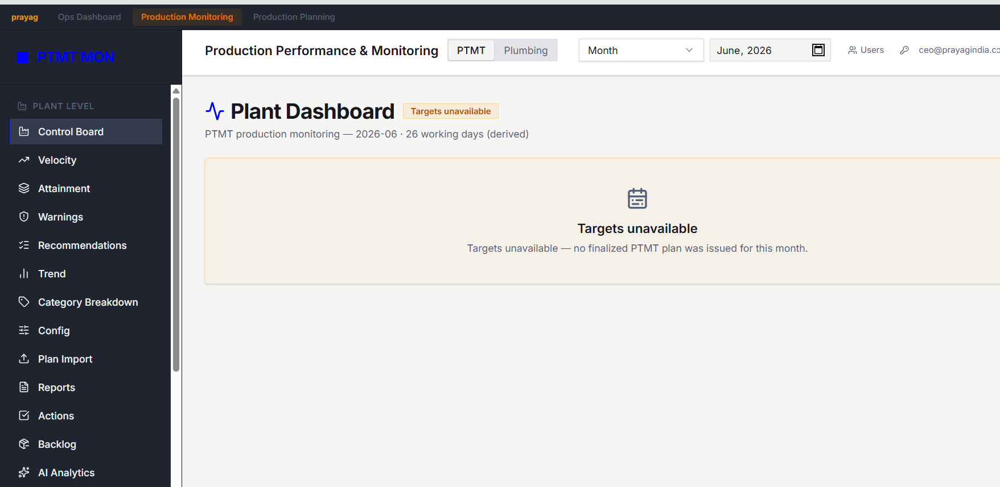 prayag Ops Dashboard Production Monitoring Production Planning
PTMT MON
Production Performance & Monitoring PTMT Plumbing Month June, 2026 Users ceo@prayagindia.co
PLANT LEVEL
Control Board
Velocity
Attainment
Warnings
Recommendations
Trend
Category Breakdown
Config
Plan Import
Reports
Actions
Backlog
AI Analytics
Plant Dashboard Targets unavailable
PTMT production monitoring — 2026-06 · 26 working days (derived)
Targets unavailable
Targets unavailable — no finalized PTMT plan was issued for this month.